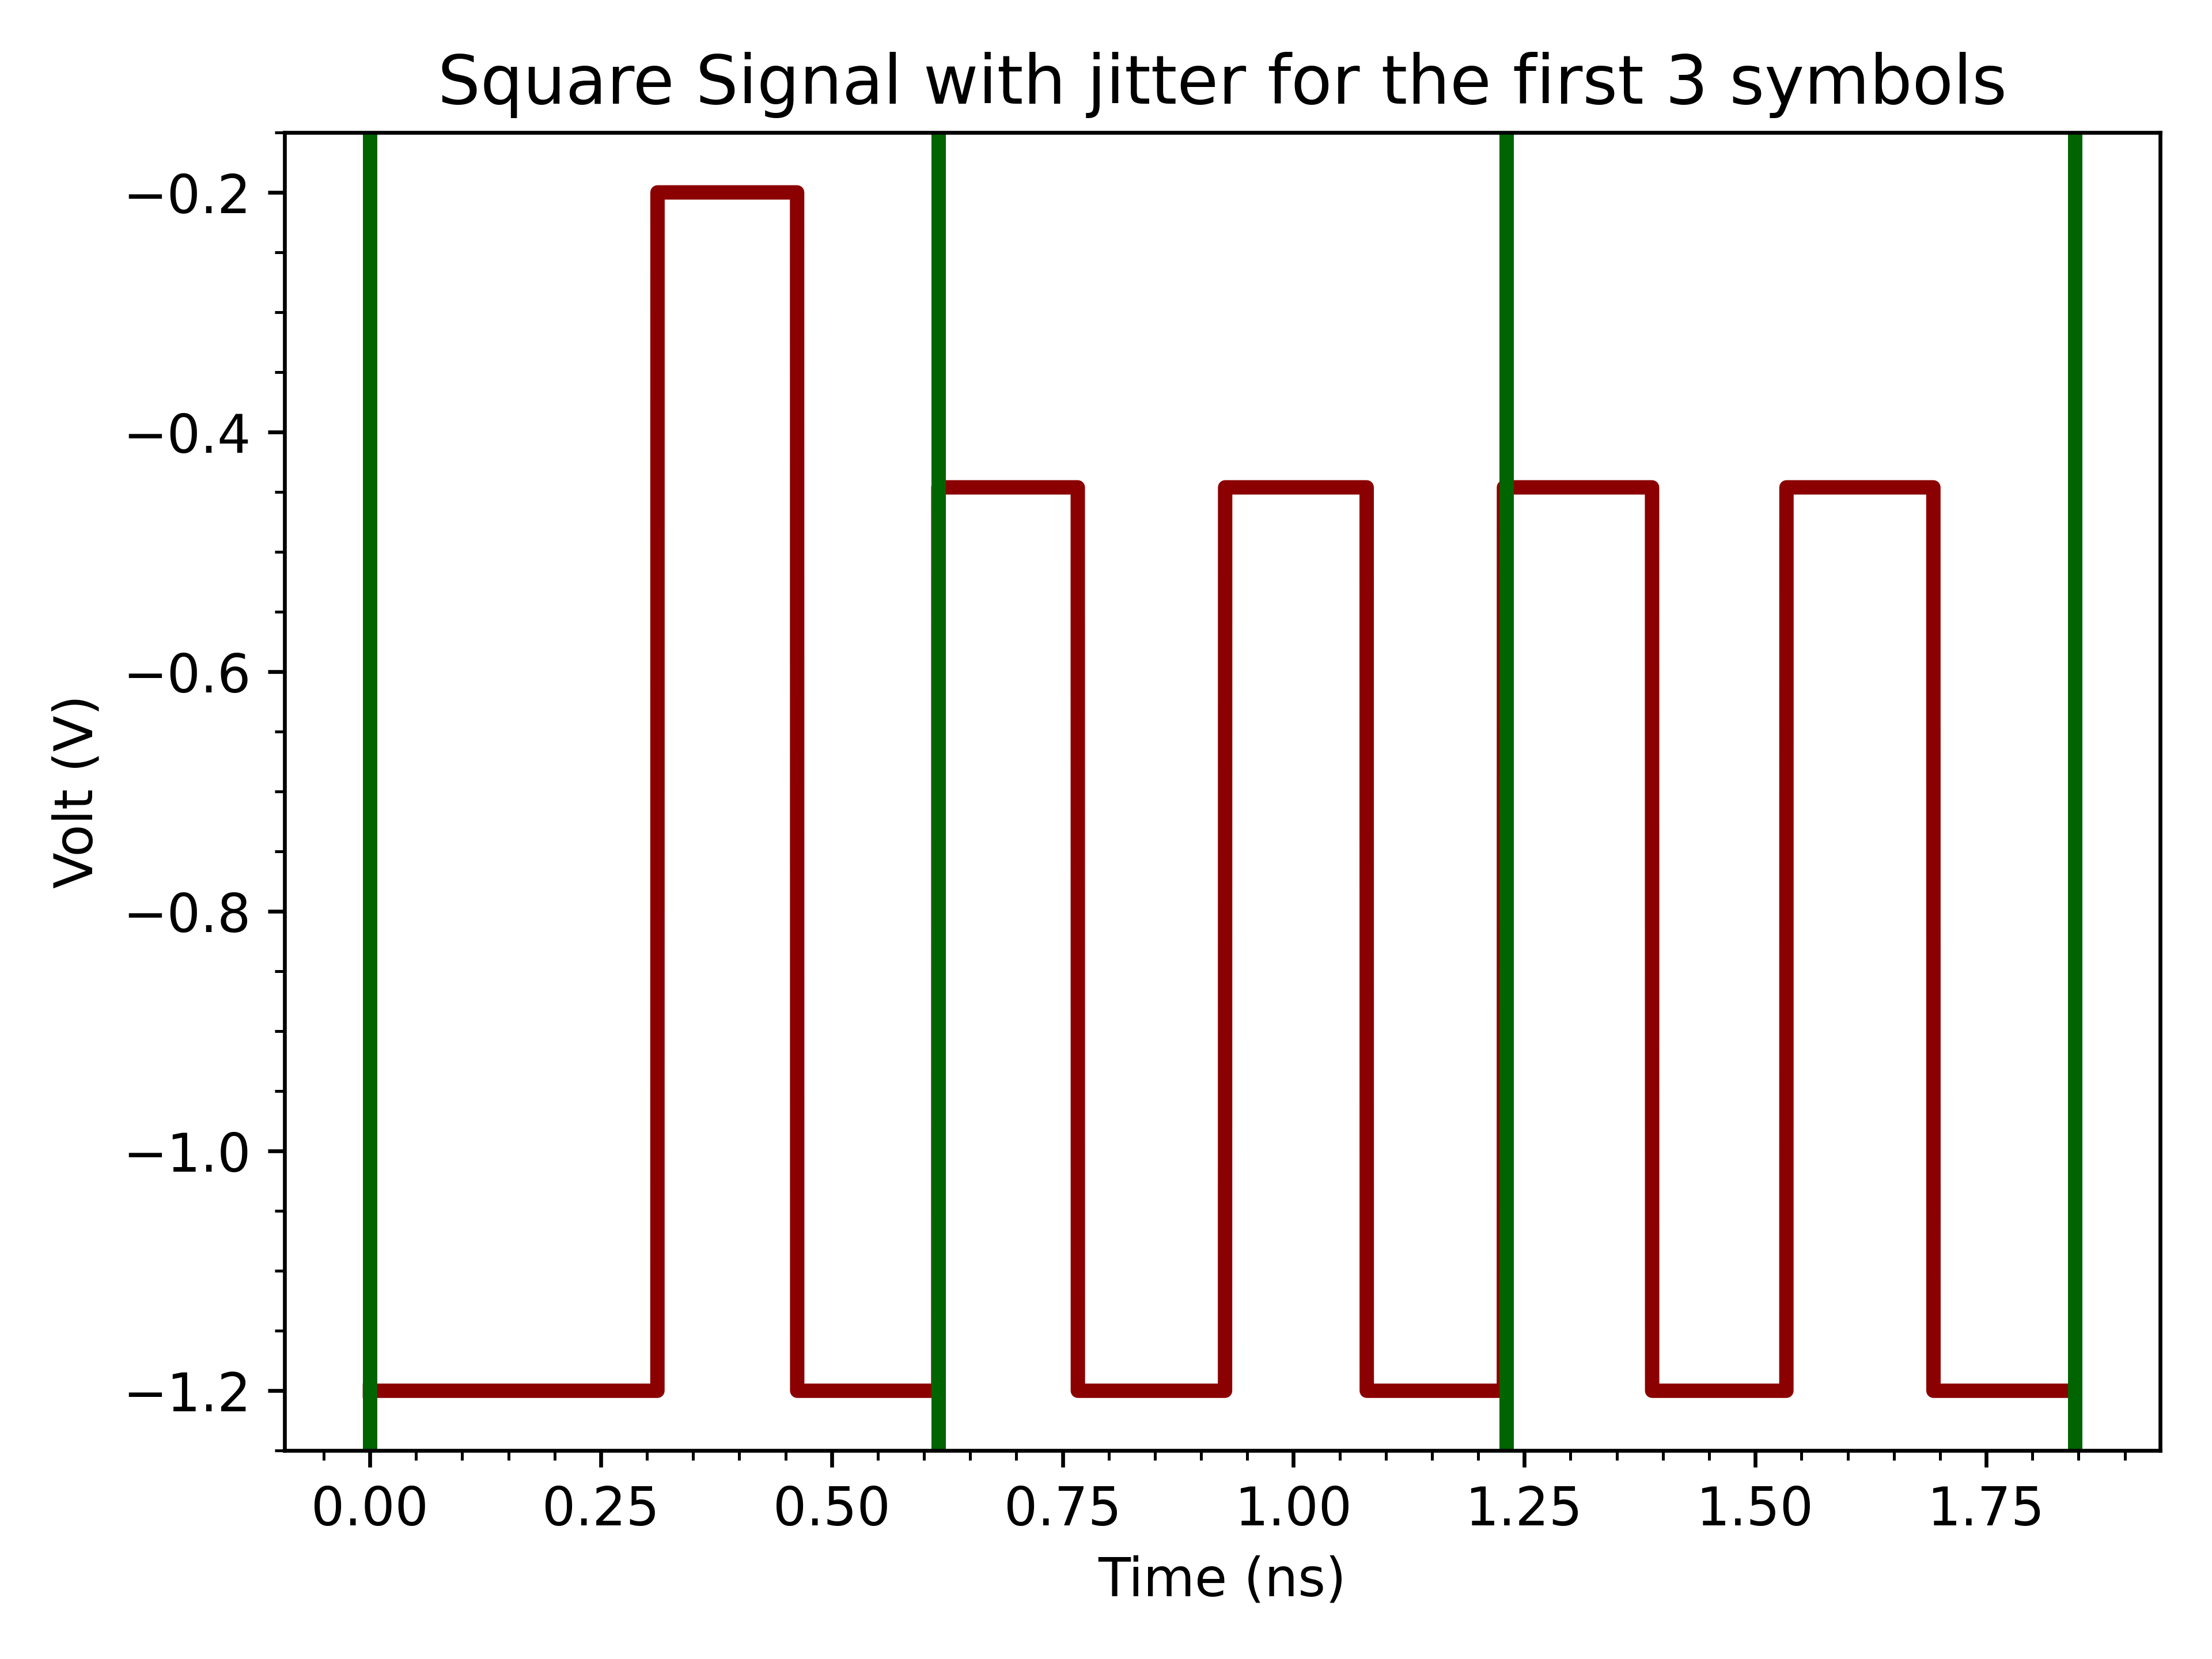 Square Signal with jitter for the first 3 symbols
−0.2
−0.4
−0.6
−0.8
−1.0
−1.2
Volt (V)
0.00 0.25 0.50 0.75 1.00 1.25 1.50 1.75
Time (ns)